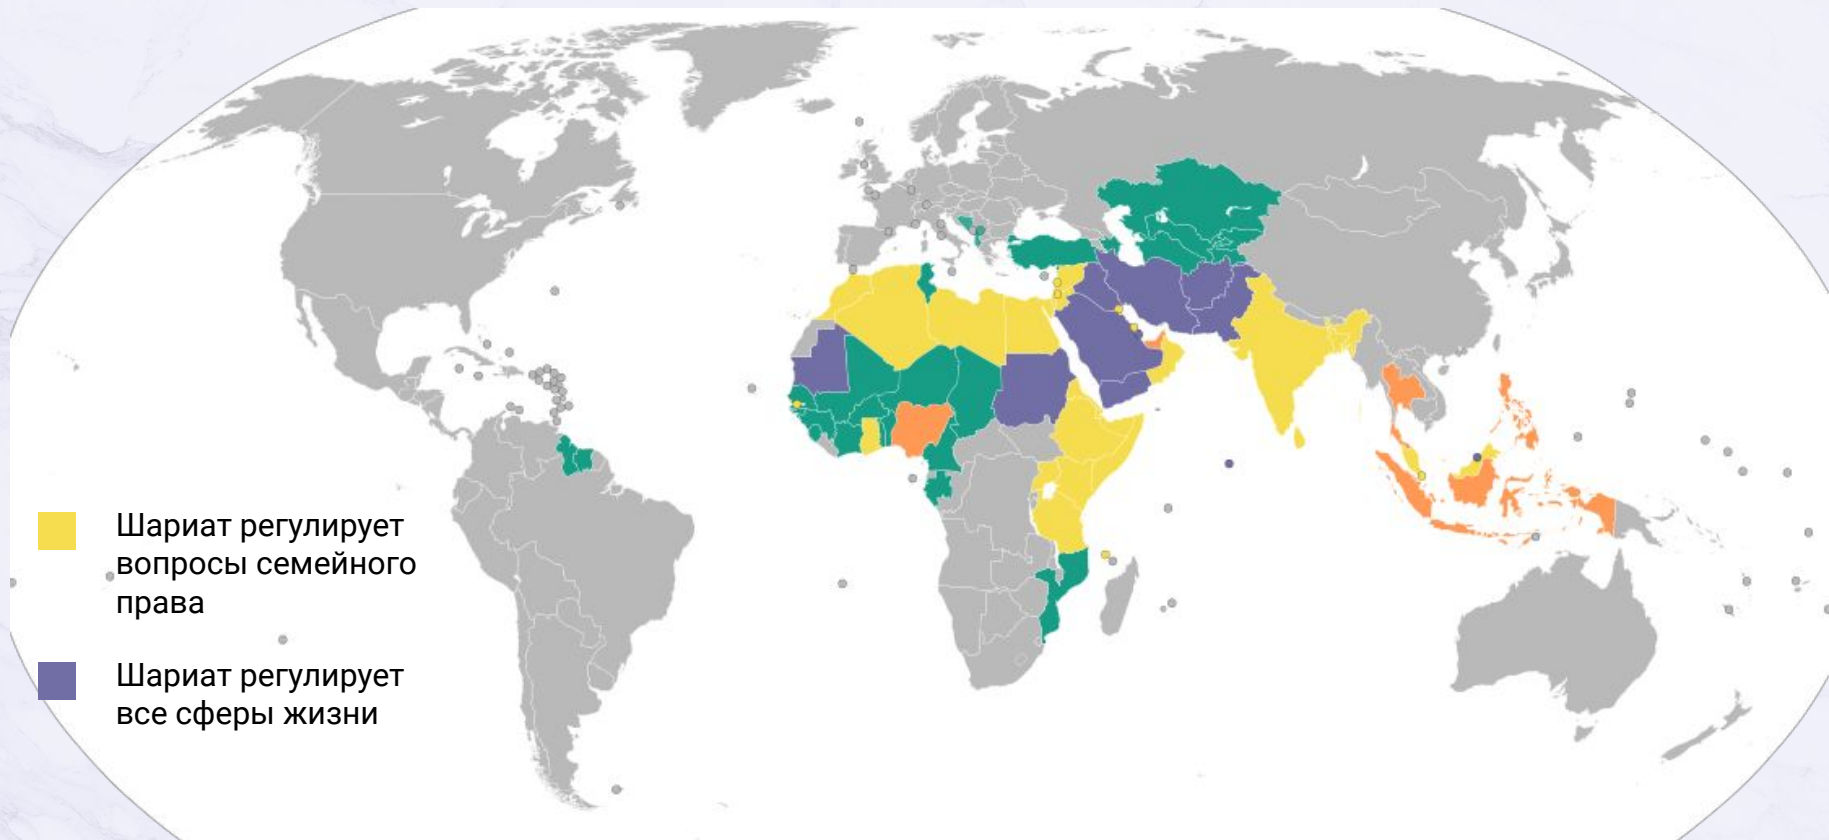 Шариат регулирует
вопросы семейного
права
Шариат регулирует
все сферы жизни